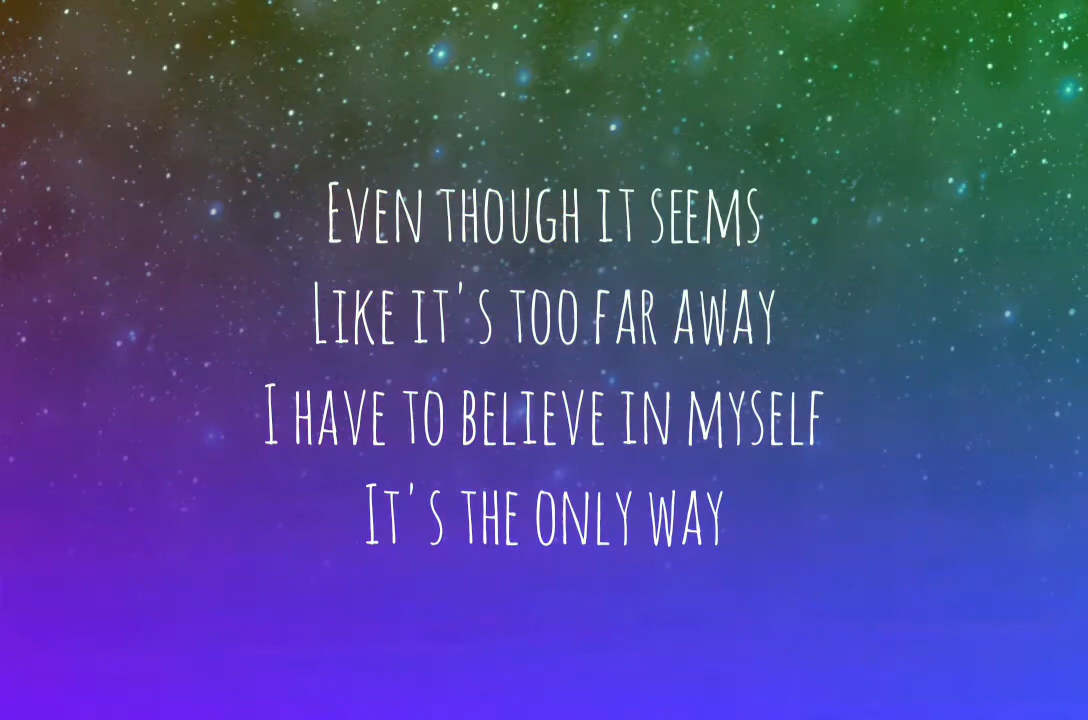 Even though it seems
Like it's too far away
I have to believe in myself
It's the only way